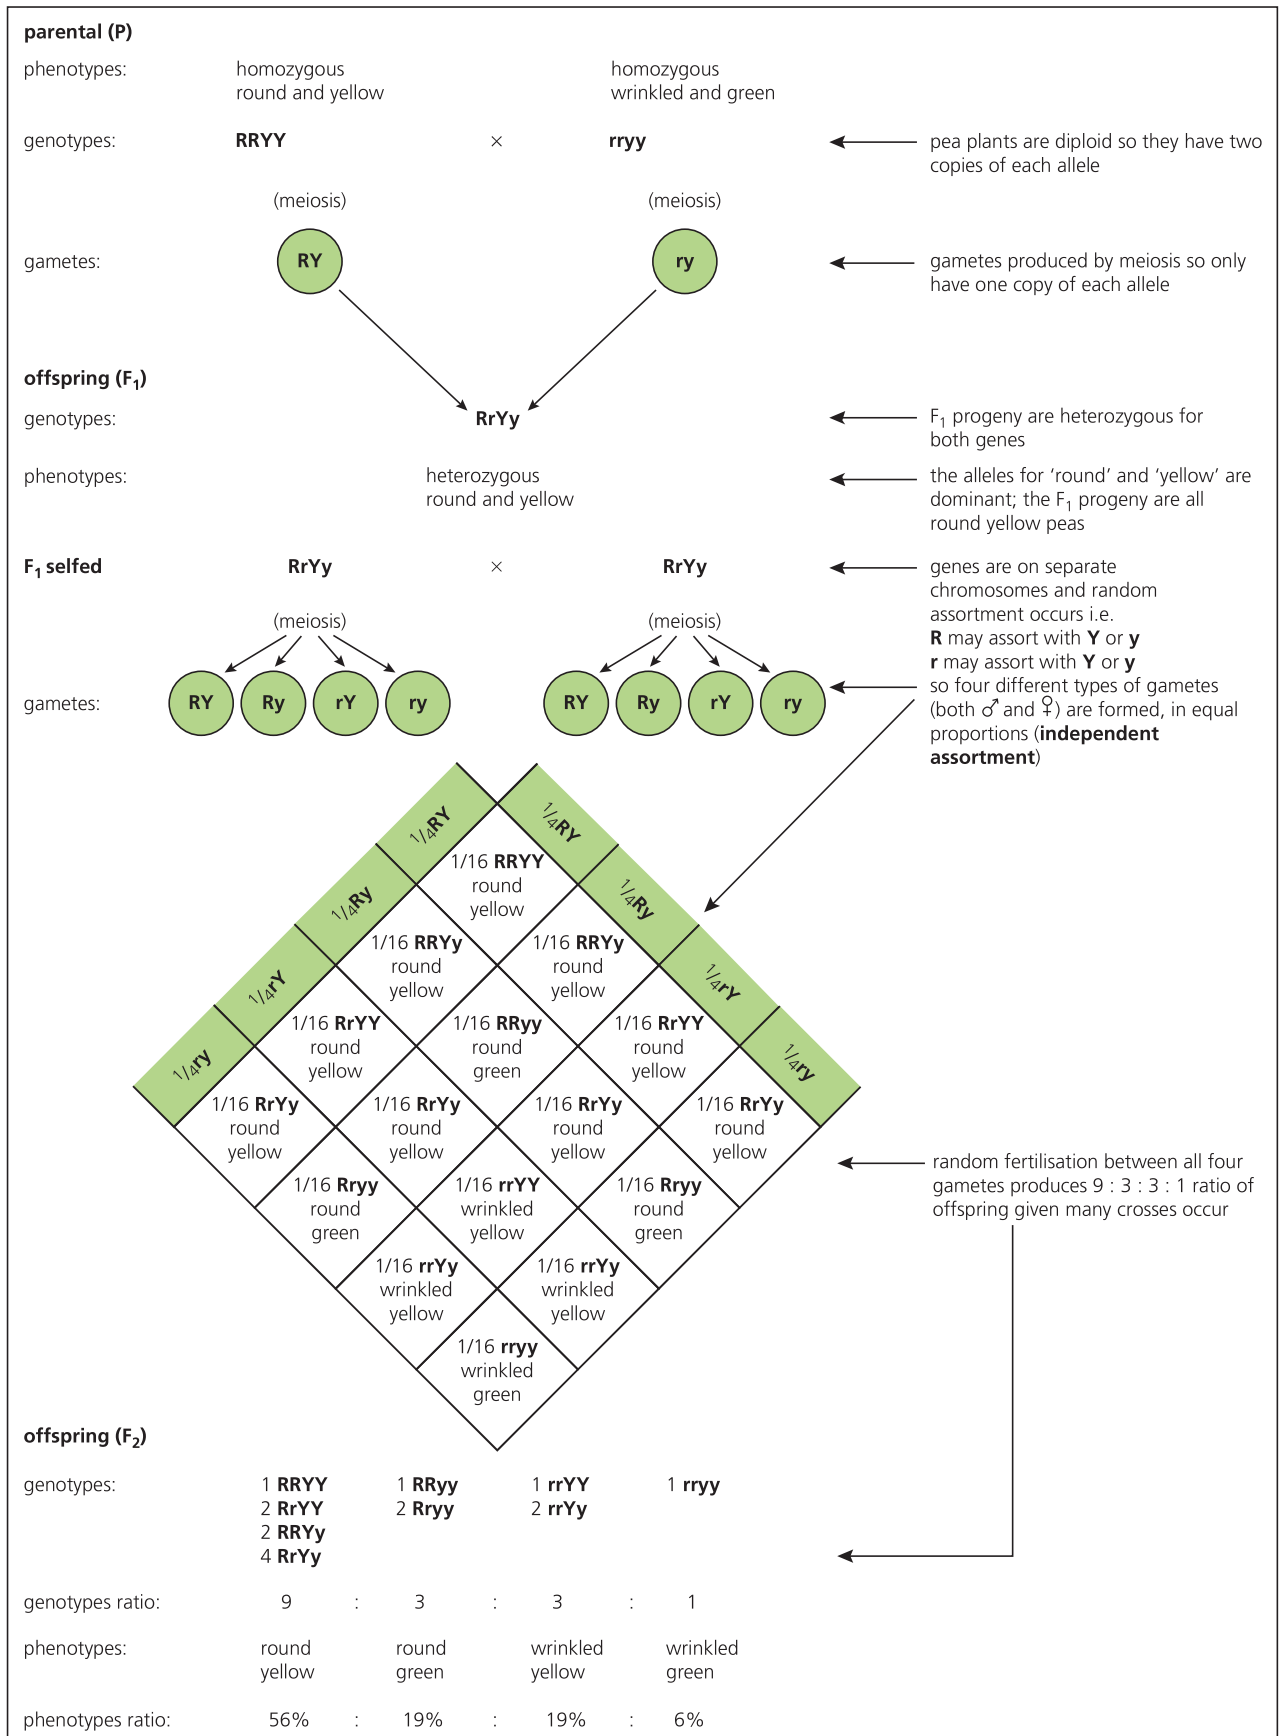 parental (P)
phenotypes:
homozygous
round and yellow
homozygous
wrinkled and green
genotypes:
RRYY
×
rryy
pea plants are diploid so they have two
copies of each allele
(meiosis)
(meiosis)
gametes:
RY
ry
gametes produced by meiosis so only
have one copy of each allele
offspring (F₁)
genotypes:
RrYy
F₁ progeny are heterozygous for
both genes
phenotypes:
heterozygous
round and yellow
the alleles for ‘round’ and ‘yellow’ are
dominant; the F₁ progeny are all
round yellow peas
F₁ selfed
RrYy
×
RrYy
genes are on separate
chromosomes and random
assortment occurs i.e.
R may assort with Y or y
r may assort with Y or y
so four different types of gametes
(both ♂ and ♀) are formed, in equal
proportions (independent
assortment)
(meiosis)
(meiosis)
gametes:
RY
Ry
rY
ry
RY
Ry
rY
ry
1/4RY
1/4Ry
1/4rY
1/4ry
1/4RY
1/4Ry
1/4rY
1/4ry
1/16 RRYY
round
yellow
1/16 RRYy
round
yellow
1/16 RRYy
round
yellow
1/16 RrYY
round
yellow
1/16 RRyy
round
green
1/16 RrYY
round
yellow
1/16 RrYy
round
yellow
1/16 RrYy
round
yellow
1/16 RrYy
round
yellow
1/16 RrYy
round
yellow
1/16 Rryy
round
green
1/16 rrYY
wrinkled
yellow
1/16 Rryy
round
green
1/16 rrYy
wrinkled
yellow
1/16 rrYy
wrinkled
yellow
1/16 rryy
wrinkled
green
random fertilisation between all four
gametes produces 9 : 3 : 3 : 1 ratio of
offspring given many crosses occur
offspring (F₂)
genotypes:
1 RRYY
2 RrYY
2 RRYy
4 RrYy
1 RRyy
2 Rryy
1 rrYY
2 rrYy
1 rryy
genotypes ratio: 9 : 3 : 3 : 1
phenotypes:
round
yellow
round
green
wrinkled
yellow
wrinkled
green
phenotypes ratio: 56% : 19% : 19% : 6%